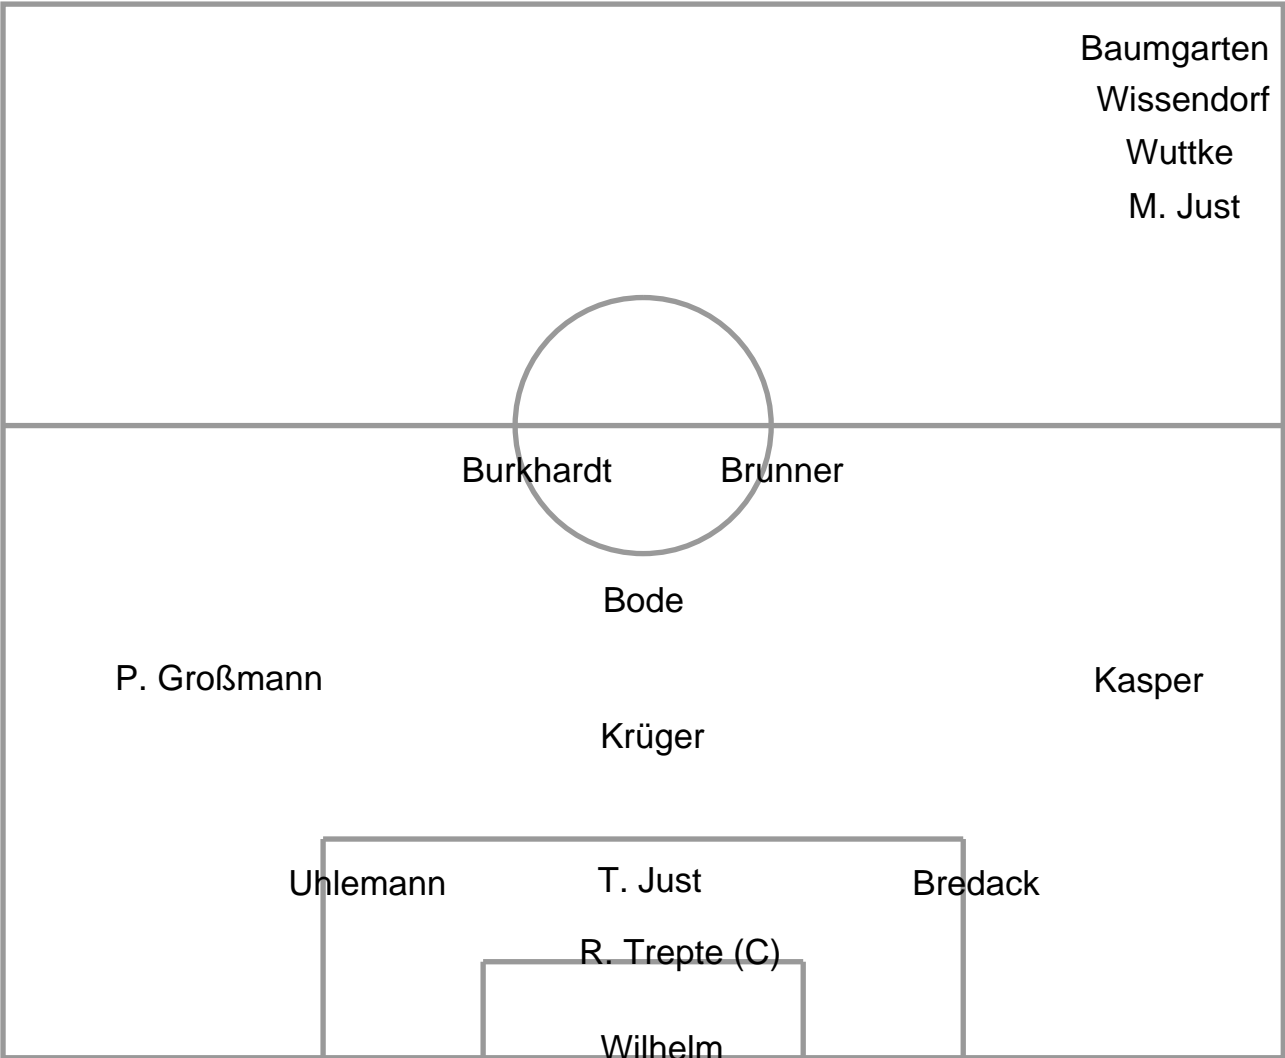 Baumgarten
Wissendorf
Wuttke
M. Just
Burkhardt Brunner
Bode
P. Großmann Kasper
Krüger
Uhlemann T. Just Bredack
R. Trepte (C)
Wilhelm